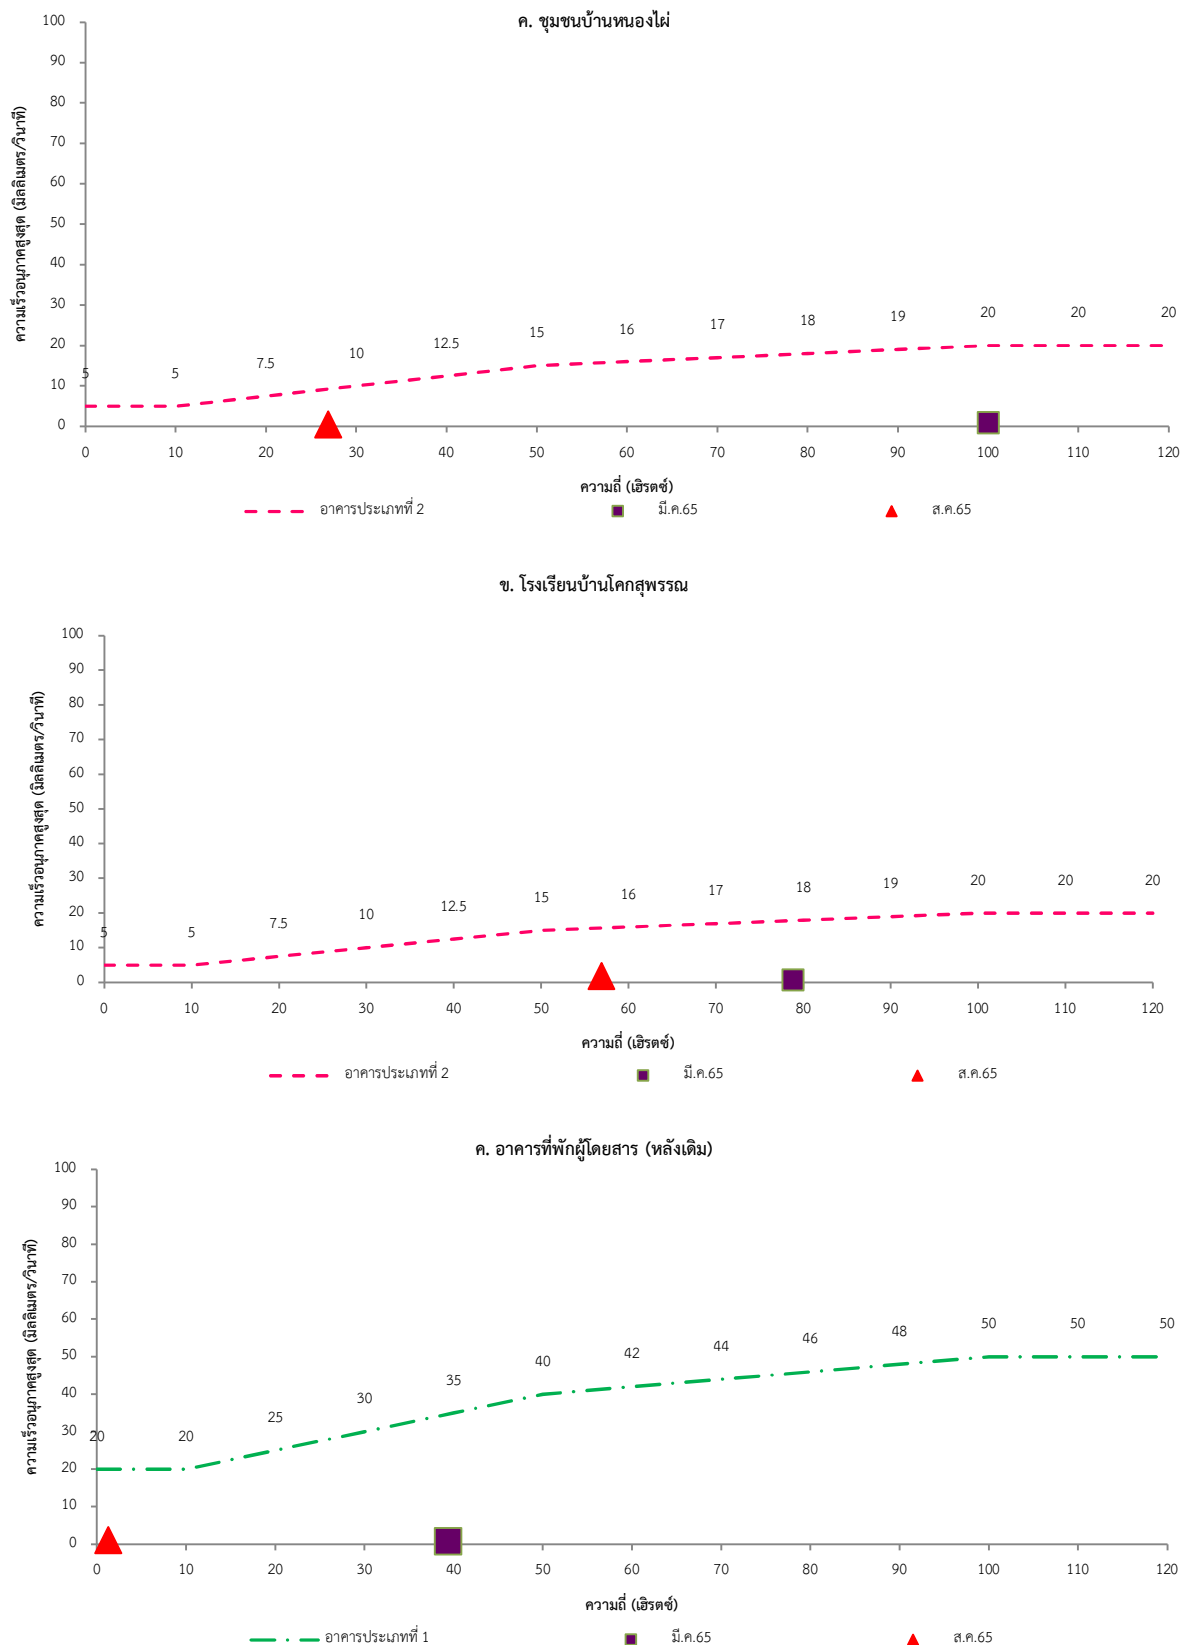 ค. ชุมชนบ้านหนองไผ่
ความเร็วอนุภาคสูงสุด (มิลลิเมตร/วินาที)
100
90
80
70
60
50
40
30
20
10
0
5 5 7.5 10 12.5 15 16 17 18 19 20 20 20
0 10 20 30 40 50 60 70 80 90 100 110 120
ความถี่ (เฮิรตซ์)
อาคารประเภทที่ 2 มี.ค.65 ส.ค.65
ข. โรงเรียนบ้านโคกสุพรรณ
ความเร็วอนุภาคสูงสุด (มิลลิเมตร/วินาที)
100
90
80
70
60
50
40
30
20
10
0
5 5 7.5 10 12.5 15 16 17 18 19 20 20 20
0 10 20 30 40 50 60 70 80 90 100 110 120
ความถี่ (เฮิรตซ์)
อาคารประเภทที่ 2 มี.ค.65 ส.ค.65
ค. อาคารที่พักผู้โดยสาร (หลังเดิม)
ความเร็วอนุภาคสูงสุด (มิลลิเมตร/วินาที)
100
90
80
70
60
50
40
30
20
10
0
20 20 25 30 35 40 42 44 46 48 50 50 50
0 10 20 30 40 50 60 70 80 90 100 110 120
ความถี่ (เฮิรตซ์)
อาคารประเภทที่ 1 มี.ค.65 ส.ค.65